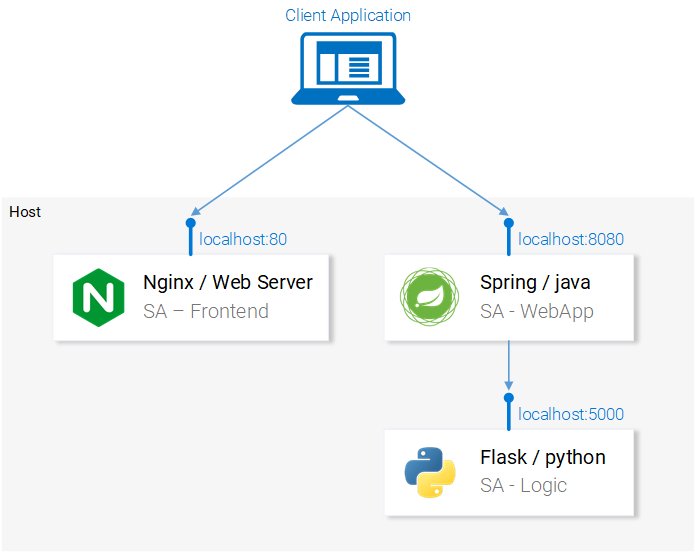 Client Application
Host
localhost:80
localhost:8080
Nginx / Web Server
SA – Frontend
Spring / java
SA - WebApp
localhost:5000
Flask / python
SA - Logic